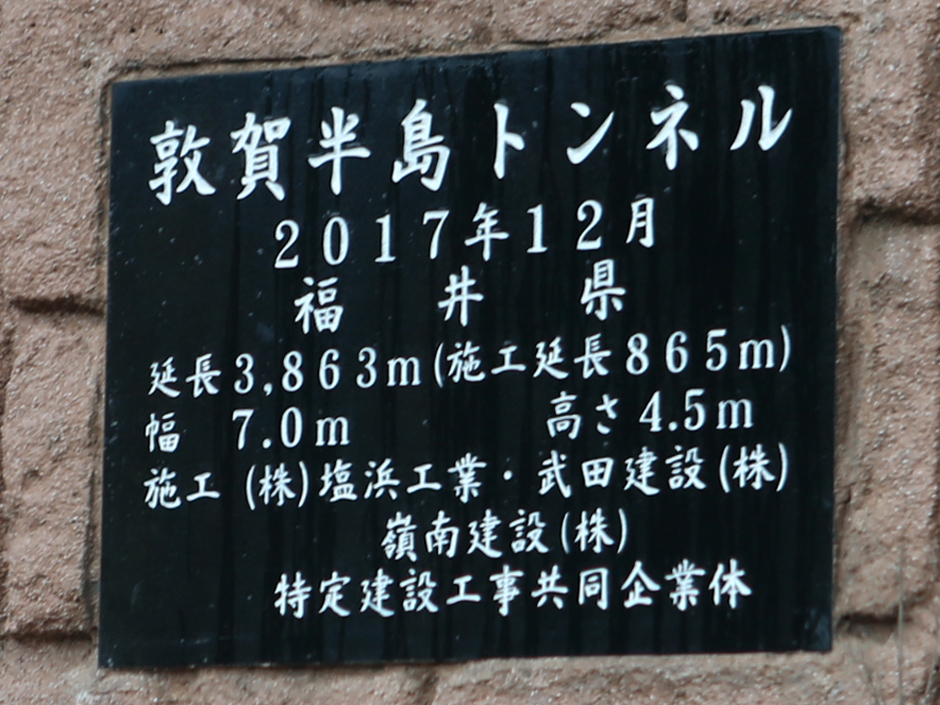 敦賀半島トンネル
2017年12月
福井県
延長3,863m(施工延長865m)
幅 7.0m 高さ4.5m
施工 (株)塩浜工業・武田建設(株)
嶺南建設(株)
特定建設工事共同企業体